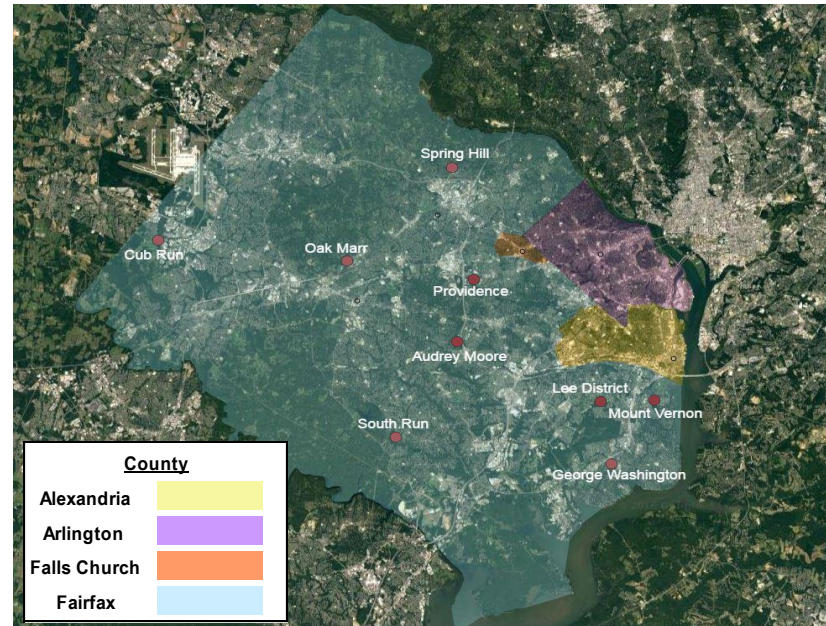 Spring Hill
Cub Run
Oak Marr
Providence
Audrey Moore
Lee District
Mount Vernon
South Run
George Washington
County
Alexandria
Arlington
Falls Church
Fairfax